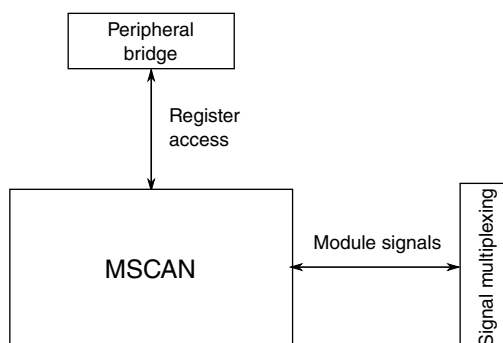 Peripheral
bridge
Register
access
MSCAN
Module signals
Signal multiplexing